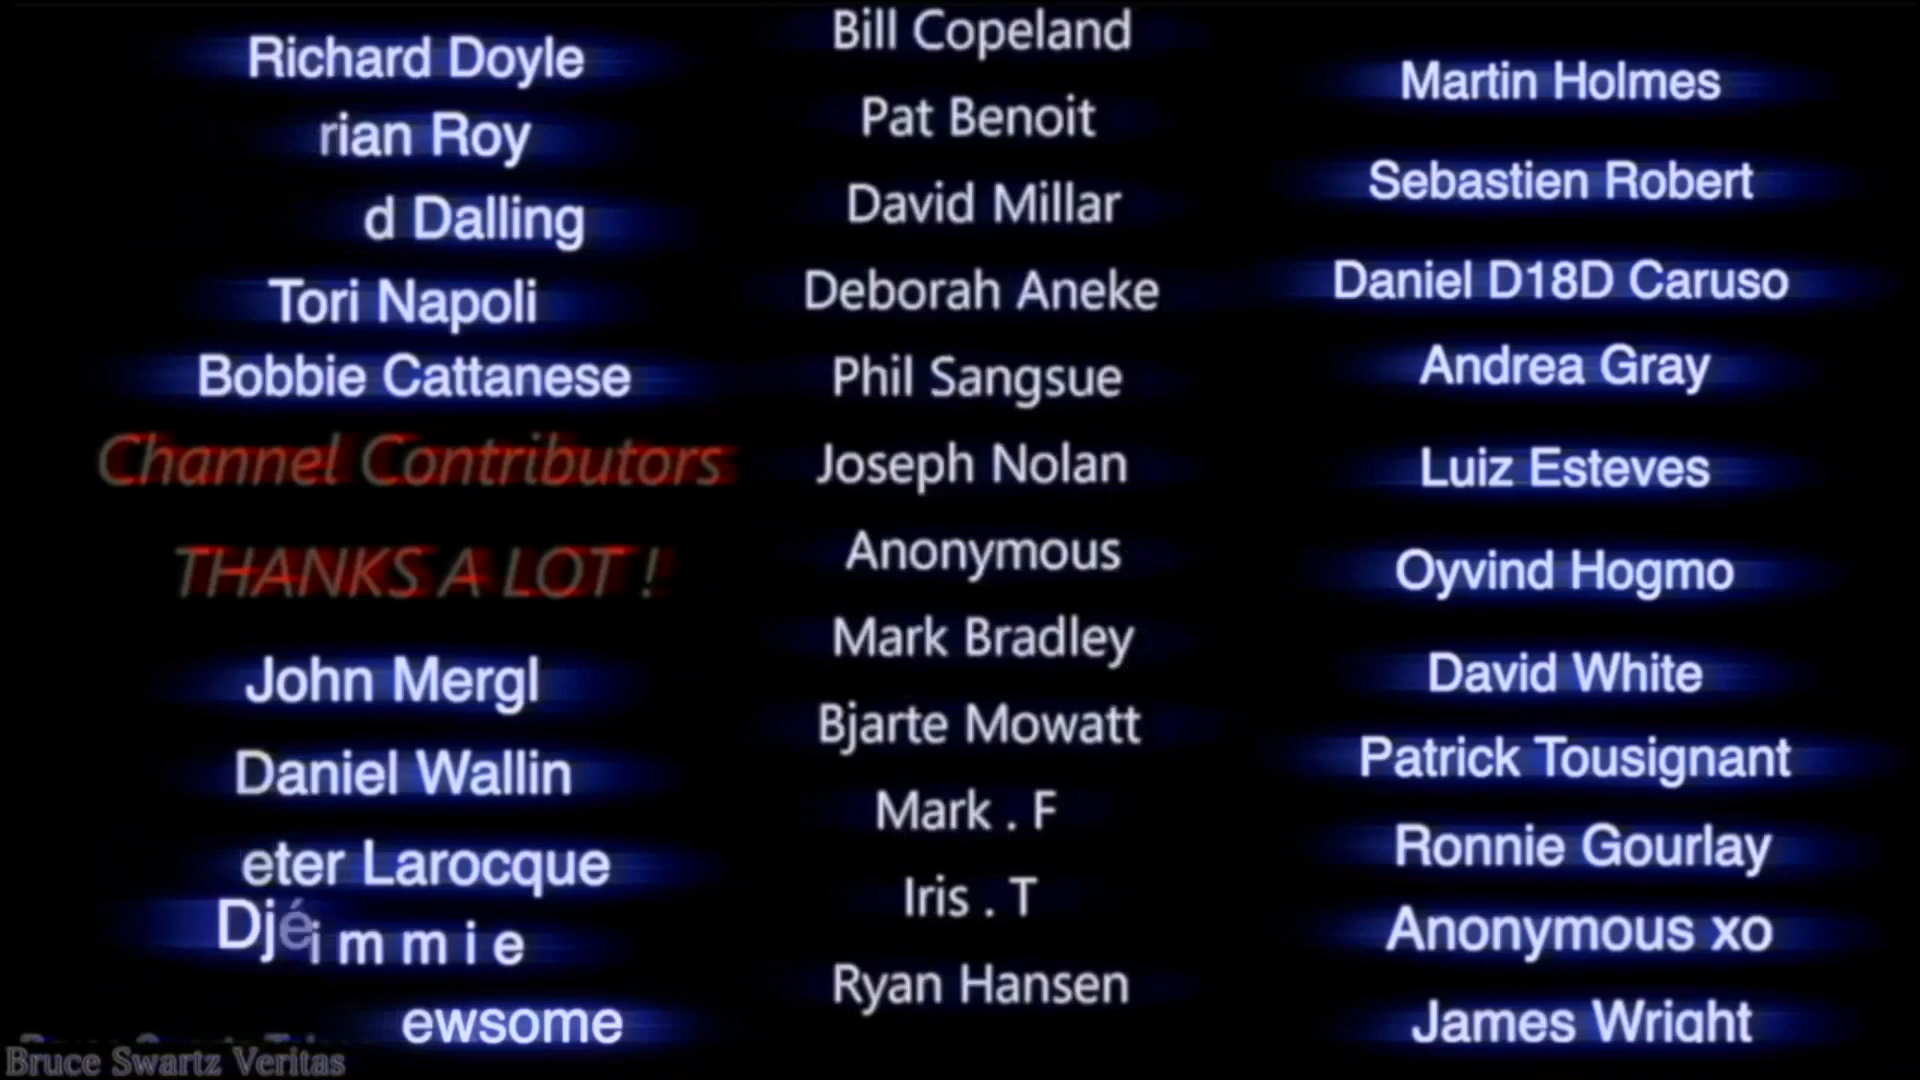 Richard Doyle
rian Roy
d Dalling
Tori Napoli
Bobbie Cattanese
Channel Contributors
THANKS A LOT !
John Mergl
Daniel Wallin
eter Larocque
Djé
immie
ewsome
Bruce Swartz Veritas
Bill Copeland
Pat Benoit
David Millar
Deborah Aneke
Phil Sangsue
Joseph Nolan
Anonymous
Mark Bradley
Bjarte Mowatt
Mark . F
Iris . T
Ryan Hansen
Martin Holmes
Sebastien Robert
Daniel D18D Caruso
Andrea Gray
Luiz Esteves
Oyvind Hogmo
David White
Patrick Tousignant
Ronnie Gourlay
Anonymous xo
James Wright